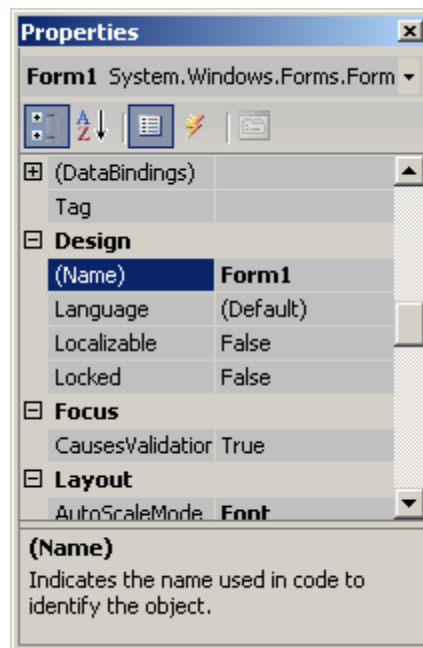 Properties
Form1 System.Windows.Forms.Form
(DataBindings)
Tag
Design
(Name) Form1
Language (Default)
Localizable False
Locked False
Focus
CausesValidation True
Layout
AutoScaleMode Font
(Name)
Indicates the name used in code to
identify the object.